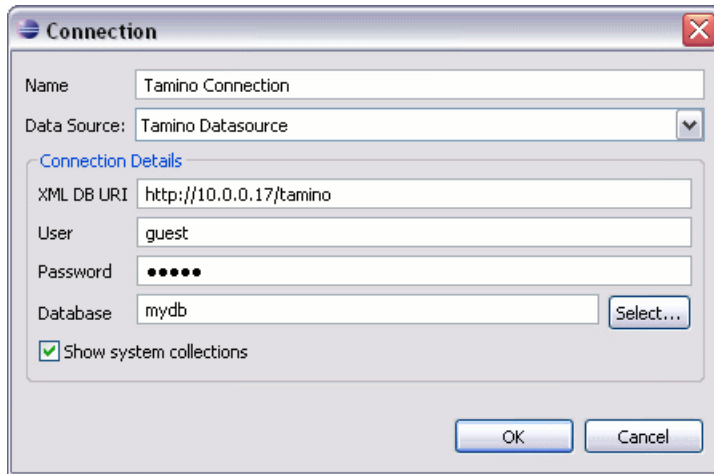 Connection
Name Tamino Connection
Data Source: Tamino Datasource
Connection Details
XML DB URI http://10.0.0.17/tamino
User guest
Password •••••
Database mydb Select...
Show system collections
OK Cancel